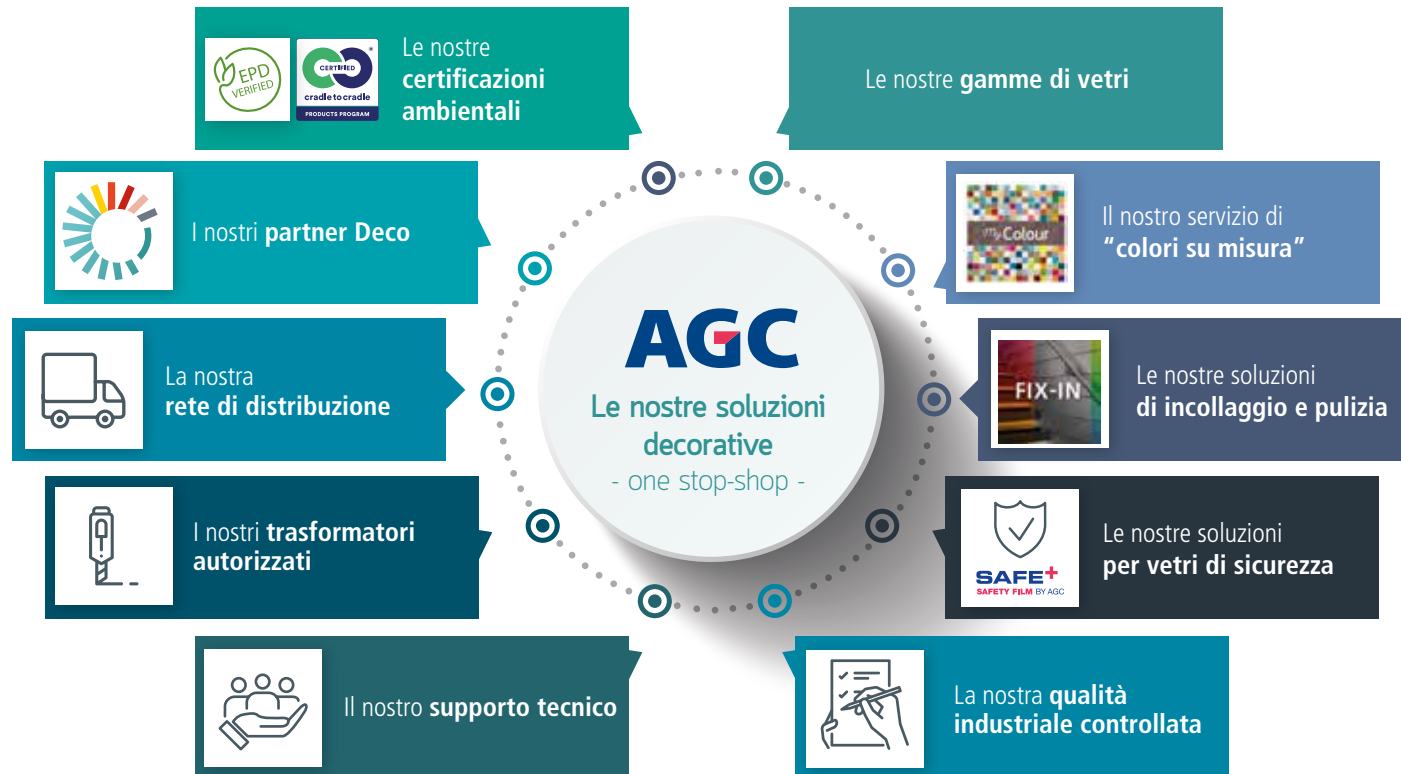 EPD
VERIFIED
CERTIFIED
cradle to cradle
®
PRODUCTS PROGRAM
Le nostre
certificazioni
ambientali
Le nostre gamme di vetri
I nostri partner Deco
myColour
Il nostro servizio di
“colori su misura”
La nostra
rete di distribuzione
AGC
Le nostre soluzioni
decorative
- one stop-shop -
FIX-IN
Le nostre soluzioni
di incollaggio e pulizia
I nostri trasformatori
autorizzati
SAFE+
SAFETY FILM BY AGC
Le nostre soluzioni
per vetri di sicurezza
Il nostro supporto tecnico
La nostra qualità
industriale controllata